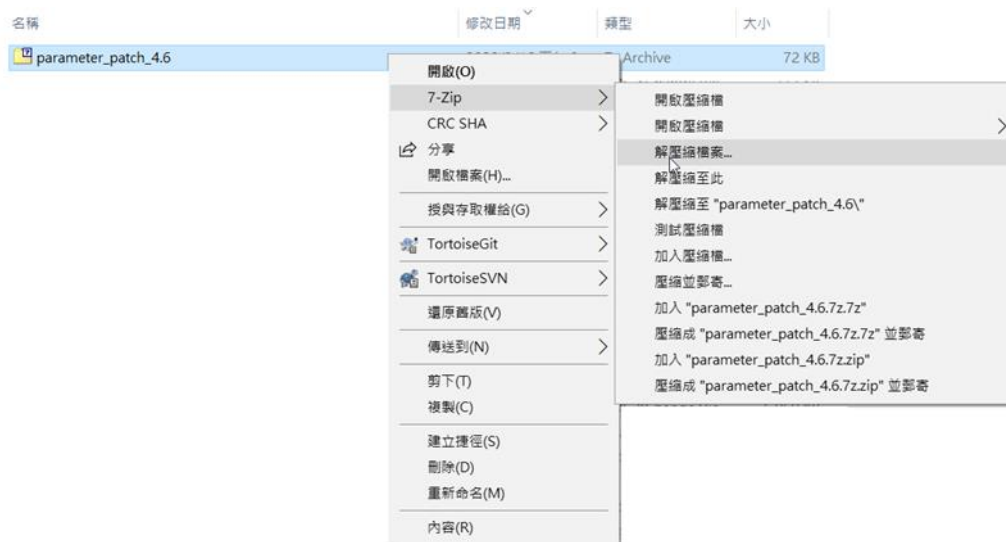 名稱 修改日期 類型 大小
parameter_patch_4.6 Archive 72 KB
開啟(O)
7-Zip
CRC SHA
分享
開啟檔案(H)...
授與存取權給(G)
TortoiseGit
TortoiseSVN
還原舊版(V)
傳送到(N)
剪下(T)
複製(C)
建立捷徑(S)
刪除(D)
重新命名(M)
內容(R)
開啟壓縮檔
開啟壓縮檔
解壓縮檔案...
解壓縮至此
解壓縮至 "parameter_patch_4.6\"
測試壓縮檔
加入壓縮檔...
壓縮並郵寄...
加入 "parameter_patch_4.6.7z.7z"
壓縮成 "parameter_patch_4.6.7z.7z" 並郵寄
加入 "parameter_patch_4.6.7z.zip"
壓縮成 "parameter_patch_4.6.7z.zip" 並郵寄